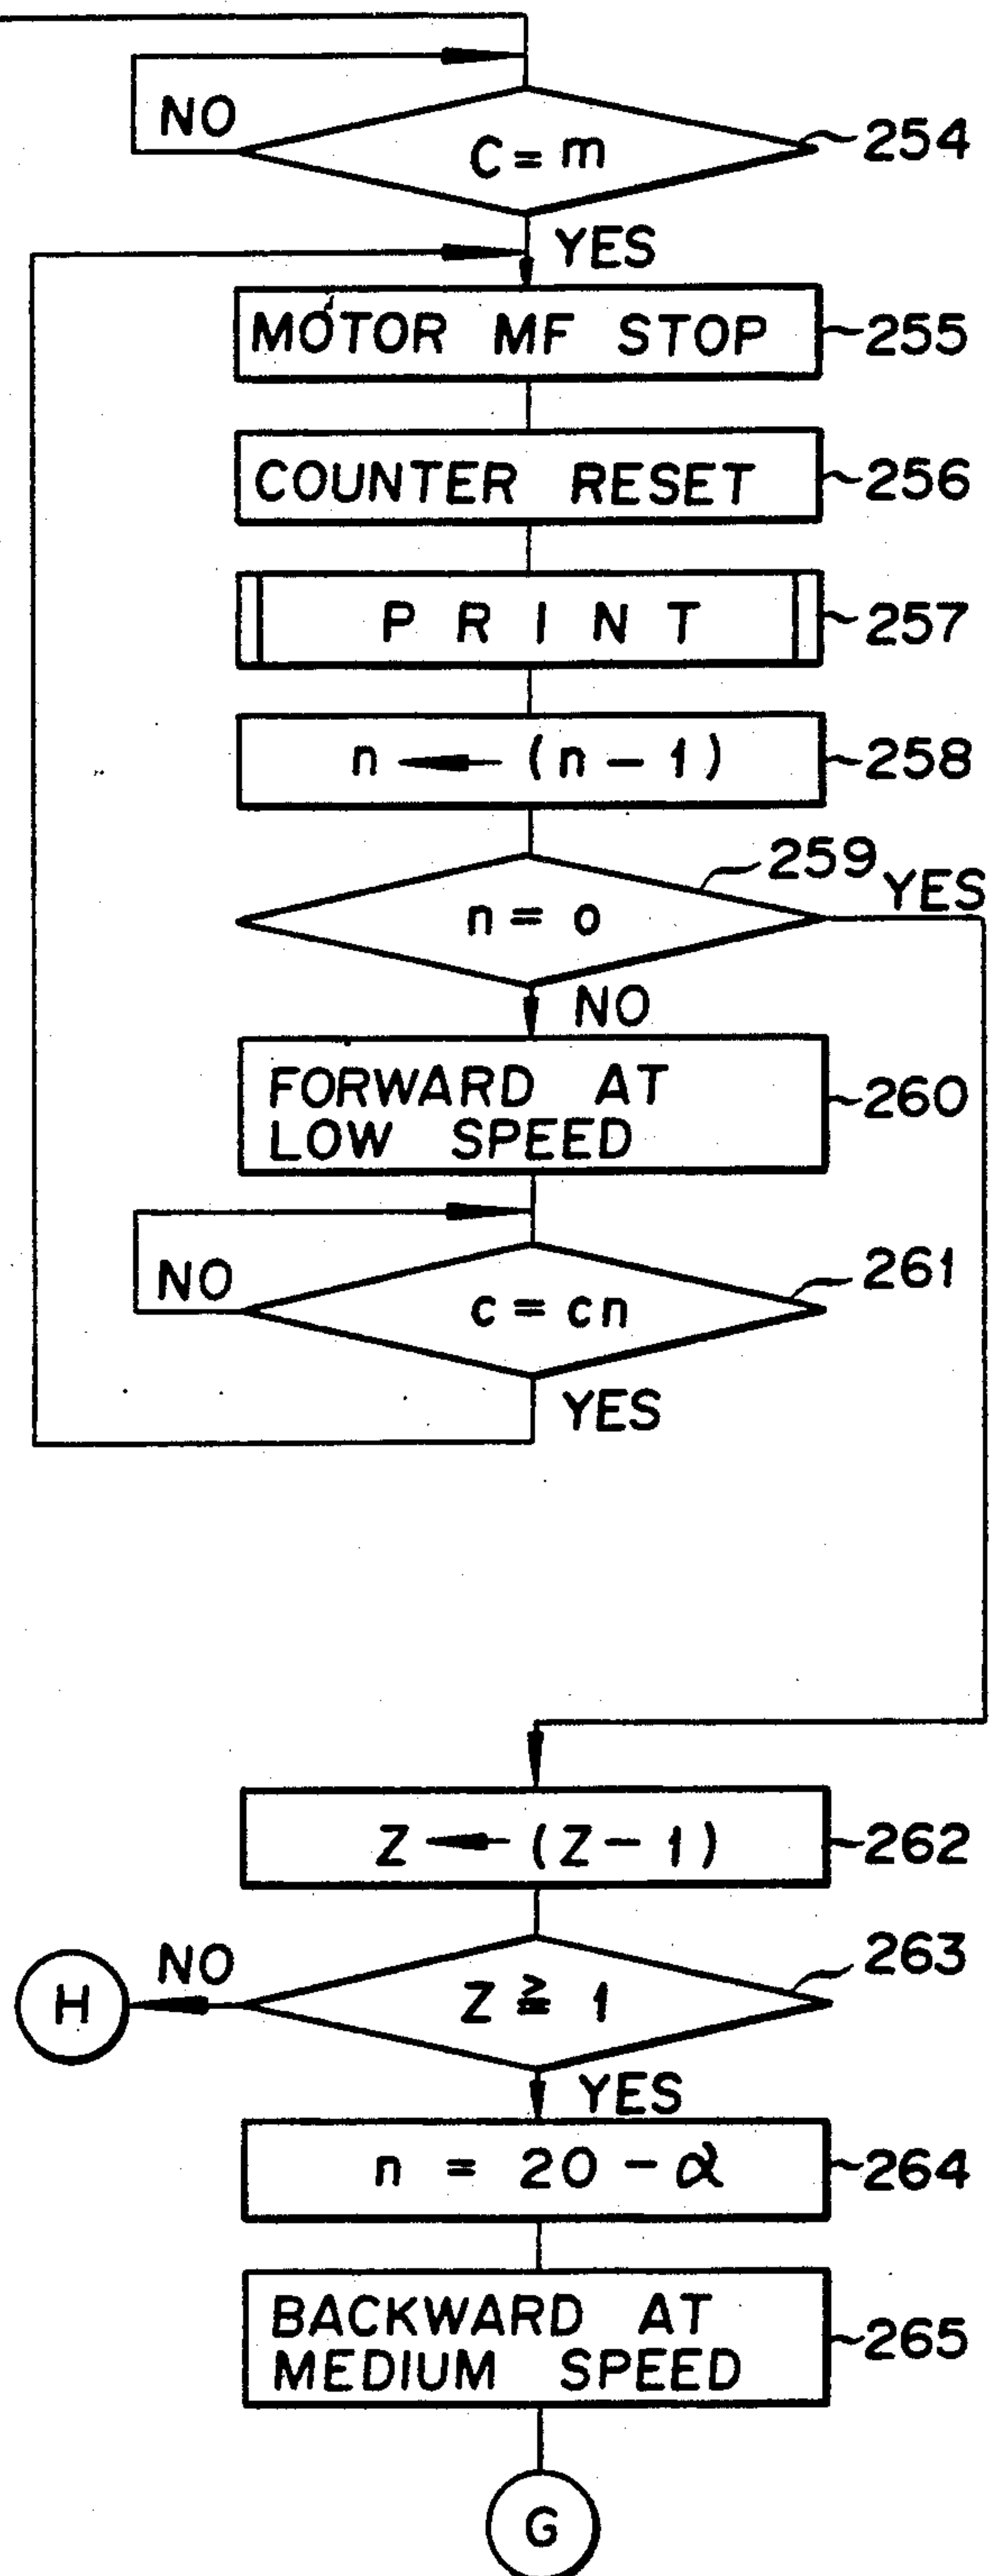 NO
C = m
254
YES
MOTOR MF STOP
255
COUNTER RESET
256
PRINT
257
n ← (n - 1)
258
259
YES
n = 0
NO
FORWARD AT
LOW SPEED
260
261
NO
c = cn
YES
Z ← (Z - 1)
262
263
NO
H
Z ≧ 1
YES
n = 20 - α
264
BACKWARD AT
MEDIUM SPEED
265
G